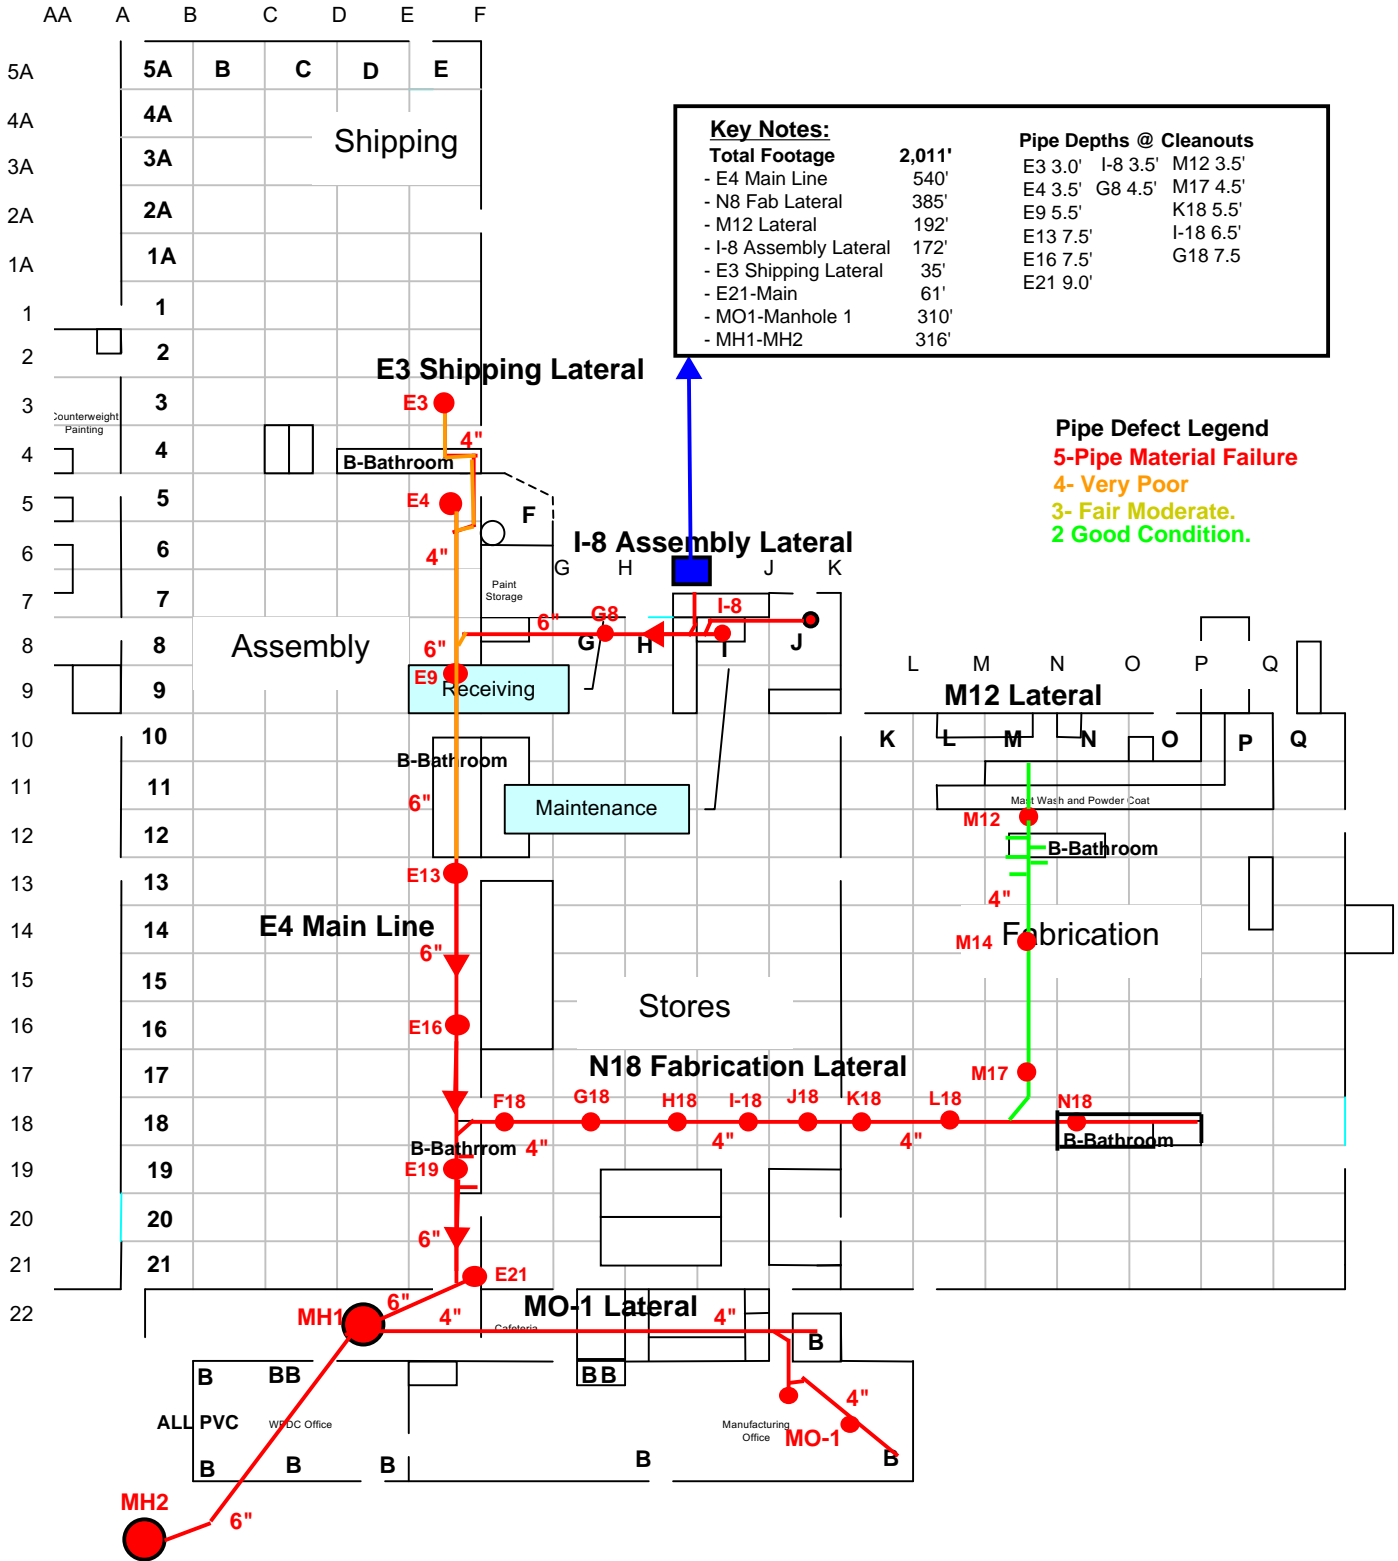 AA A B C D E F
5A 5A B C D E
4A 4A
Shipping
3A 3A
2A 2A
1A 1A
1 1
2 2
Key Notes:
Total Footage 2,011'
- E4 Main Line 540'
- N8 Fab Lateral 385'
- M12 Lateral 192'
- I-8 Assembly Lateral 172'
- E3 Shipping Lateral 35'
- E21-Main 61'
- MO1-Manhole 1 310'
- MH1-MH2 316'
Pipe Depths @ Cleanouts
E3 3.0' I-8 3.5' M12 3.5'
E4 3.5' G8 4.5' M17 4.5'
E9 5.5' K18 5.5'
E13 7.5' I-18 6.5'
E16 7.5' G18 7.5
E21 9.0'
E3 Shipping Lateral
3 3 E3
Counterweight
Painting
4 4 4"
B-Bathroom
Pipe Defect Legend
5-Pipe Material Failure
4- Very Poor
3- Fair Moderate.
2 Good Condition.
5 5 E4 F
I-8 Assembly Lateral
6 6 4"
G H J K
Paint
Storage
7 7 G8 I-8
6"
8 8 Assembly 6" G H I J
L M N O P Q
9 9 E9 Receiving
M12 Lateral
10 10 K L M N O P Q
B-Bathroom
11 11 6" Maintenance
Mast Wash and Powder Coat
12 12 M12
B-Bathroom
13 13 E13
4"
E4 Main Line
14 14 M14 Fabrication
6"
15 15
Stores
16 16 E16
N18 Fabrication Lateral
17 17 M17
F18 G18 H18 I-18 J18 K18 L18 N18
18 18
B-Bathrrom 4" 4" 4" B-Bathroom
19 19 E19
20 20
6"
21 21 E21
22 MH1 6" 4" MO-1 Lateral 4"
Cafeteria
B
B BB BB
4"
ALL PVC WFDC Office
Manufacturing
Office
MO-1
B B B B B
MH2
6"